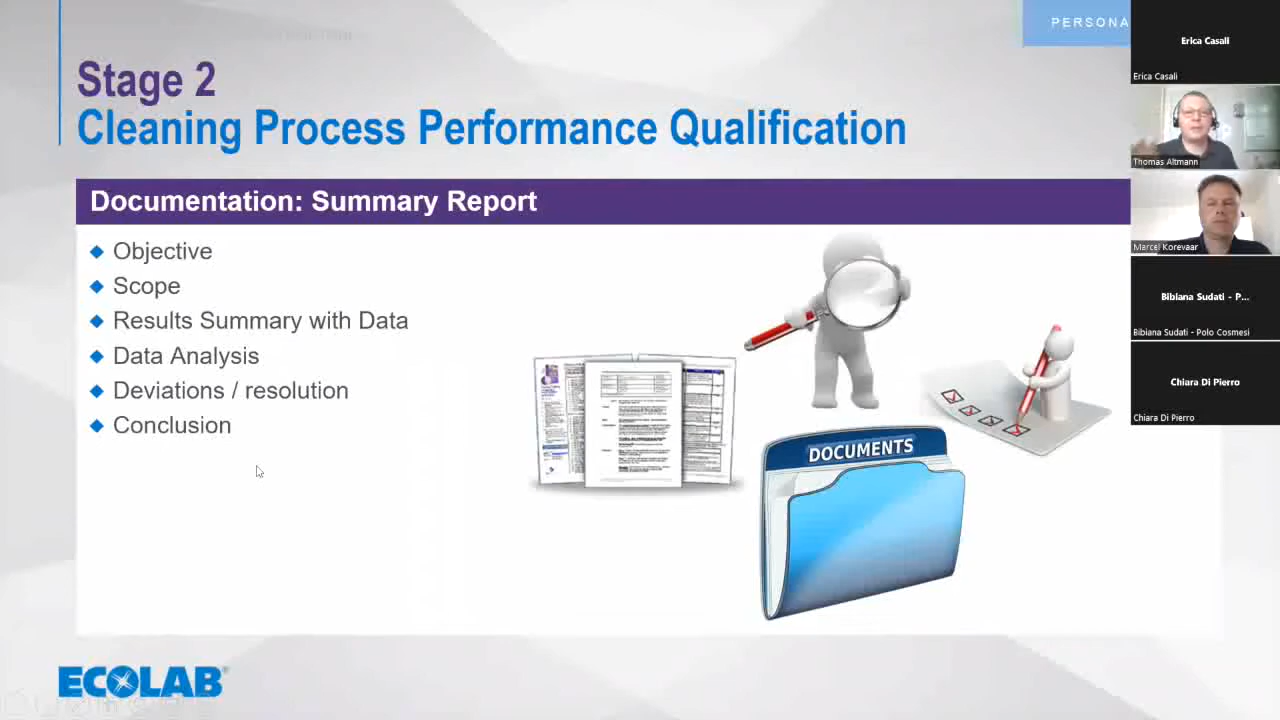 PERSONA
Stage 2
Cleaning Process Performance Qualification
Documentation: Summary Report
Objective
Scope
Results Summary with Data
Data Analysis
Deviations / resolution
Conclusion
DOCUMENTS
ECOLAB®
Erica Casali
Erica Casali
Thomas Altmann
Marcel Korevaar
Bibiana Sudati - P...
Bibiana Sudati - Polo Cosmesi
Chiara Di Pierro
Chiara Di Pierro